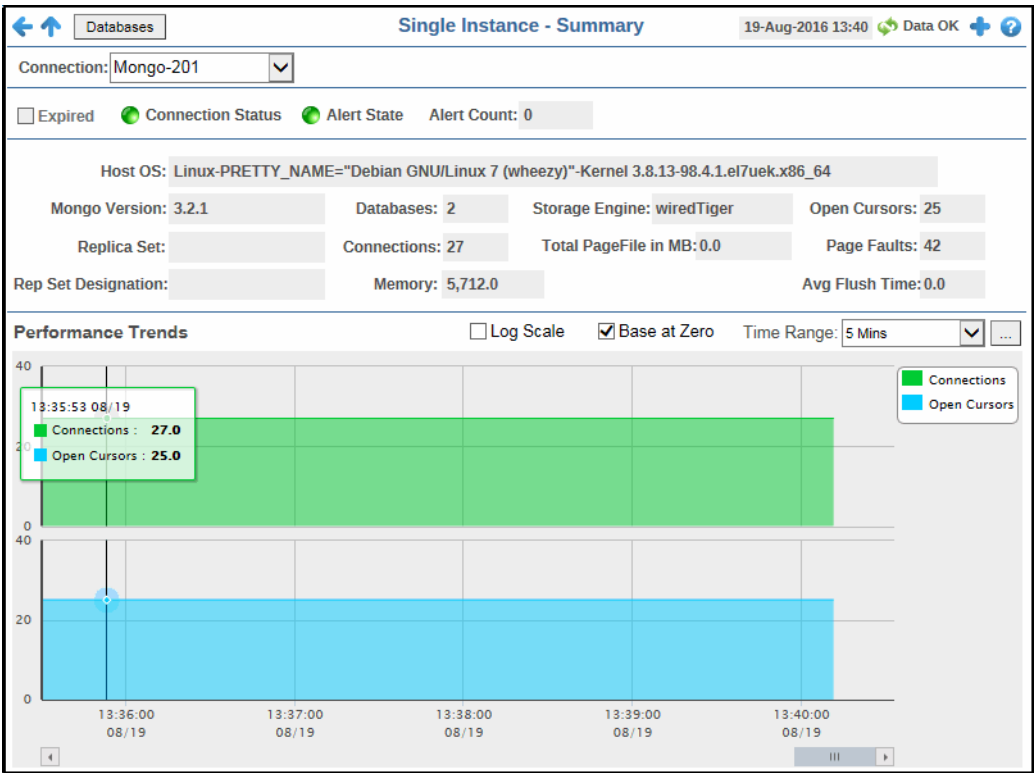 Databases Single Instance - Summary 19-Aug-2016 13:40 Data OK
Connection: Mongo-201
Expired Connection Status Alert State Alert Count: 0
Host OS: Linux-PRETTY_NAME="Debian GNU/Linux 7 (wheezy)"-Kernel 3.8.13-98.4.1.el7uek.x86_64
Mongo Version: 3.2.1 Databases: 2 Storage Engine: wiredTiger Open Cursors: 25
Replica Set: Connections: 27 Total PageFile in MB: 0.0 Page Faults: 42
Rep Set Designation: Memory: 5,712.0 Avg Flush Time: 0.0
Performance Trends Log Scale Base at Zero Time Range: 5 Mins ...
40
Connections
Open Cursors
13:35:53 08/19
Connections : 27.0
20
Open Cursors : 25.0
0
40
20
0
13:36:00 13:37:00 13:38:00 13:39:00 13:40:00
08/19 08/19 08/19 08/19 08/19